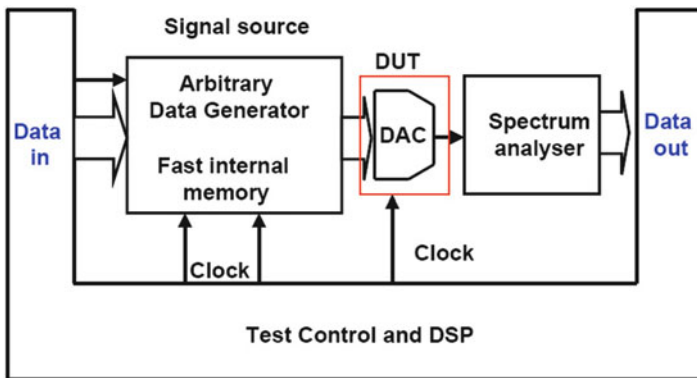 Signal source
DUT
Data
in
Arbitrary
Data Generator
Fast internal
memory
DAC
Spectrum
analyser
Data
out
Clock
Clock
Test Control and DSP